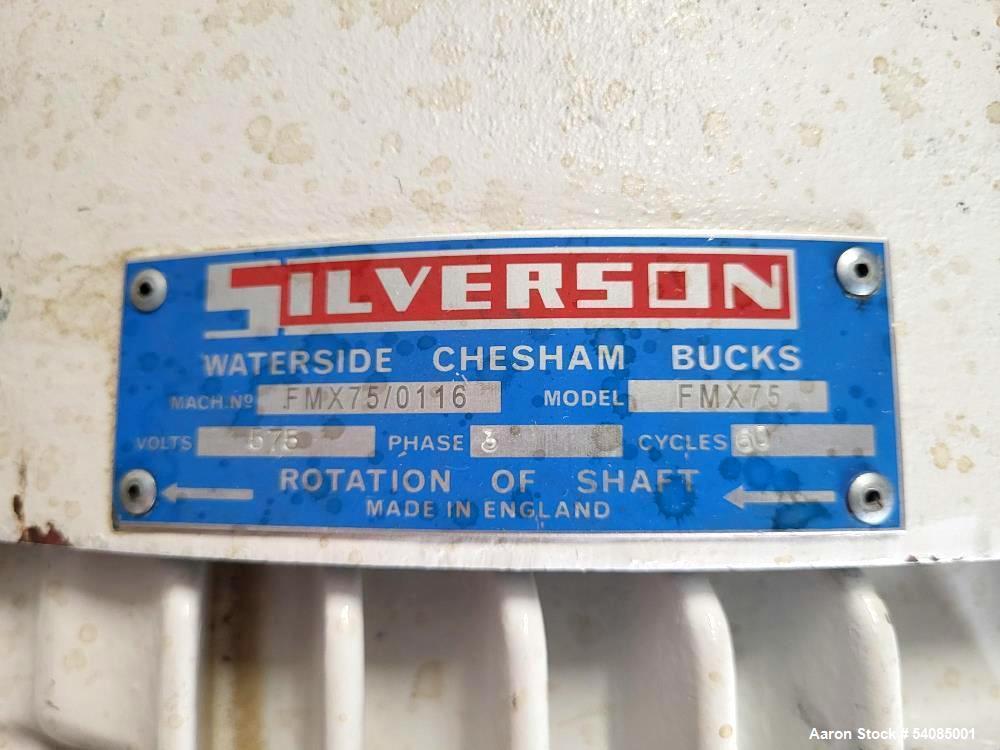 SILVERSON
WATERSIDE CHESHAM BUCKS
MACH.Nº FMX75/0116 MODEL FMX75
VOLTS 575 PHASE 3 CYCLES 60
ROTATION OF SHAFT
MADE IN ENGLAND
Aaron Stock# 54085001